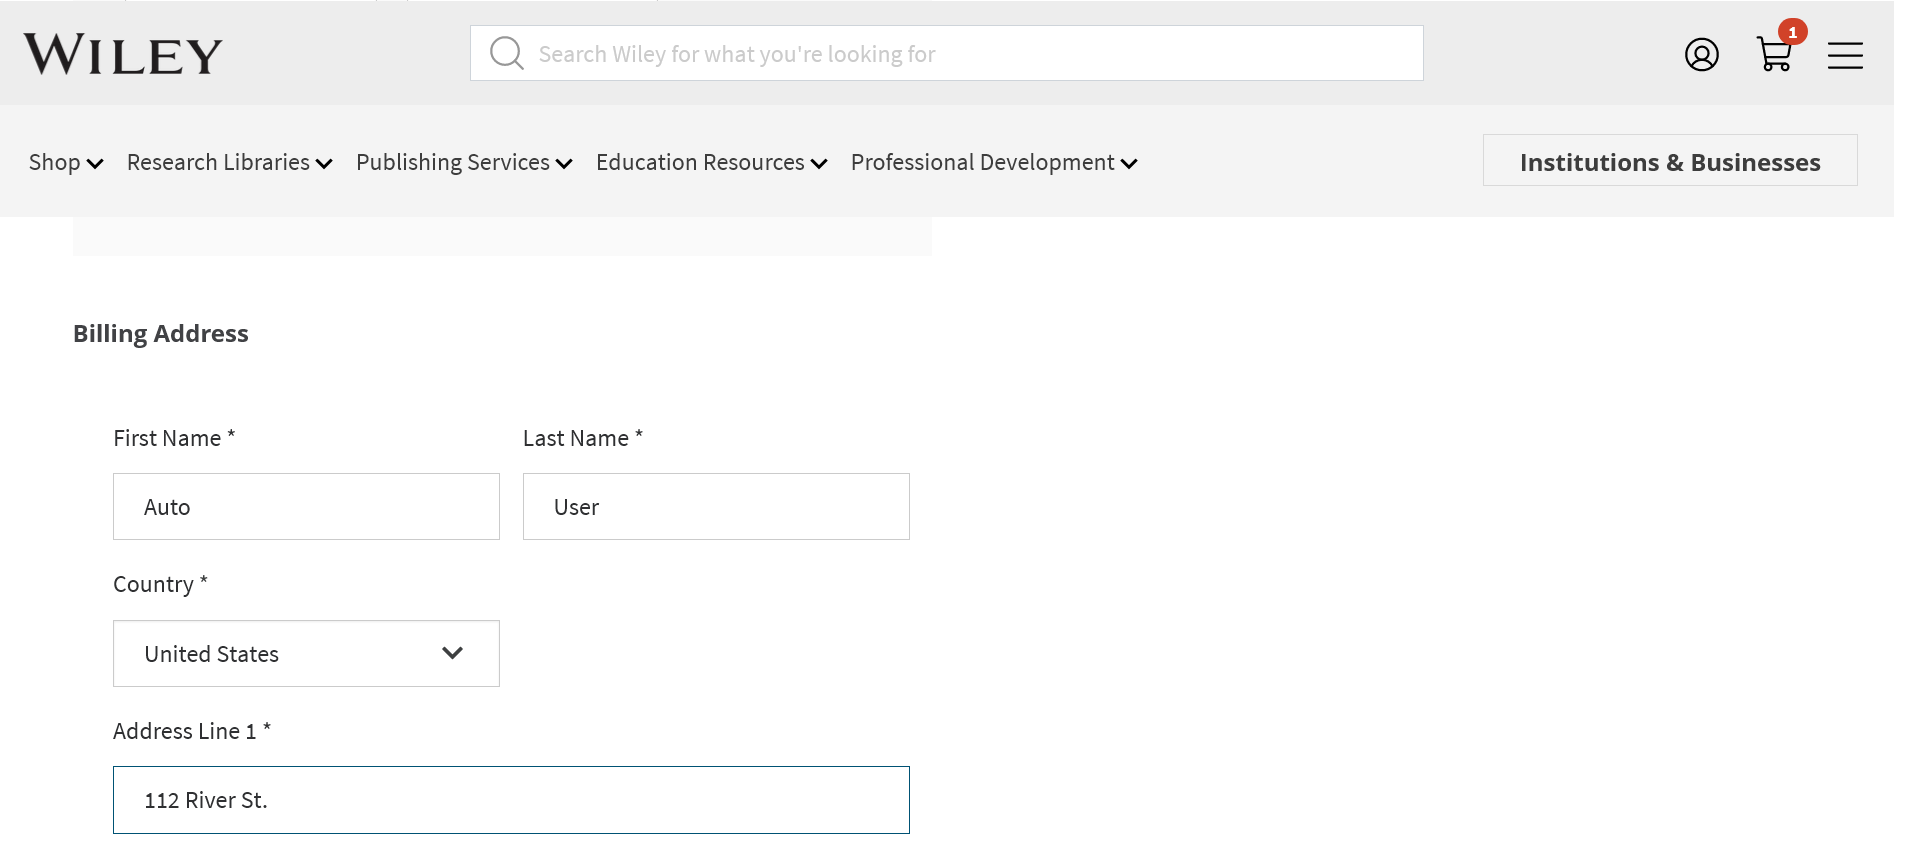 WILEY
Search Wiley for what you're looking for
1
Shop
Research Libraries
Publishing Services
Education Resources
Professional Development
Institutions & Businesses
Billing Address
First Name *
Last Name *
Auto
User
Country *
United States
Address Line 1 *
112 River St.